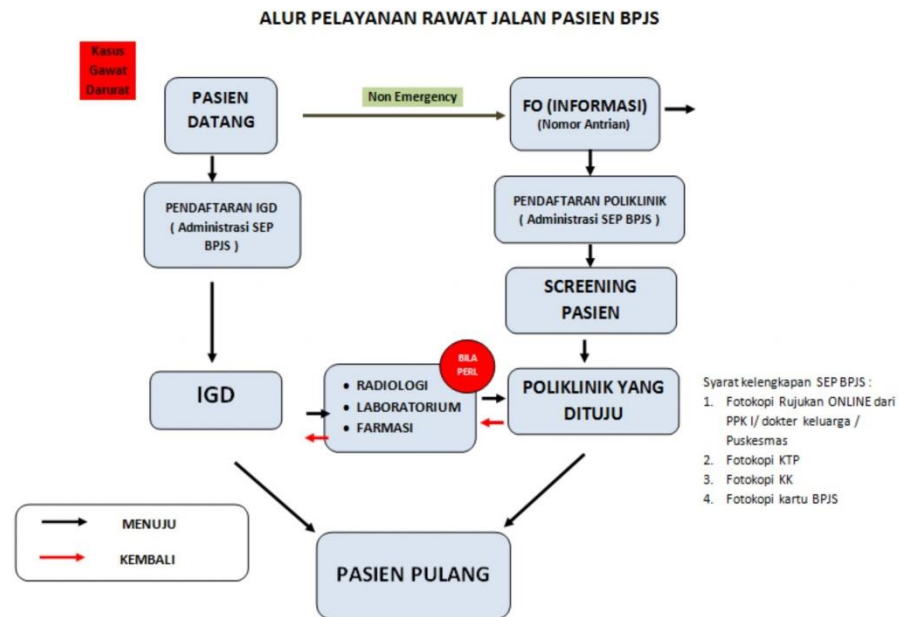 ALUR PELAYANAN RAWAT JALAN PASIEN BPJS
Kasus
Gawat
Darurat
PASIEN
DATANG
Non Emergency
FO (INFORMASI)
(Nomor Antrian)
PENDAFTARAN IGD
( Administrasi SEP
BPJS )
PENDAFTARAN POLIKLINIK
( Administrasi SEP BPJS )
SCREENING
PASIEN
IGD
BILA
PERL
• RADIOLOGI
• LABORATORIUM
• FARMASI
POLIKLINIK YANG
DITUJU
Syarat kelengkapan SEP BPJS :
1. Fotokopi Rujukan ONLINE dari
PPK I/ dokter keluarga /
Puskesmas
2. Fotokopi KTP
3. Fotokopi KK
4. Fotokopi kartu BPJS
MENUJU
KEMBALI
PASIEN PULANG